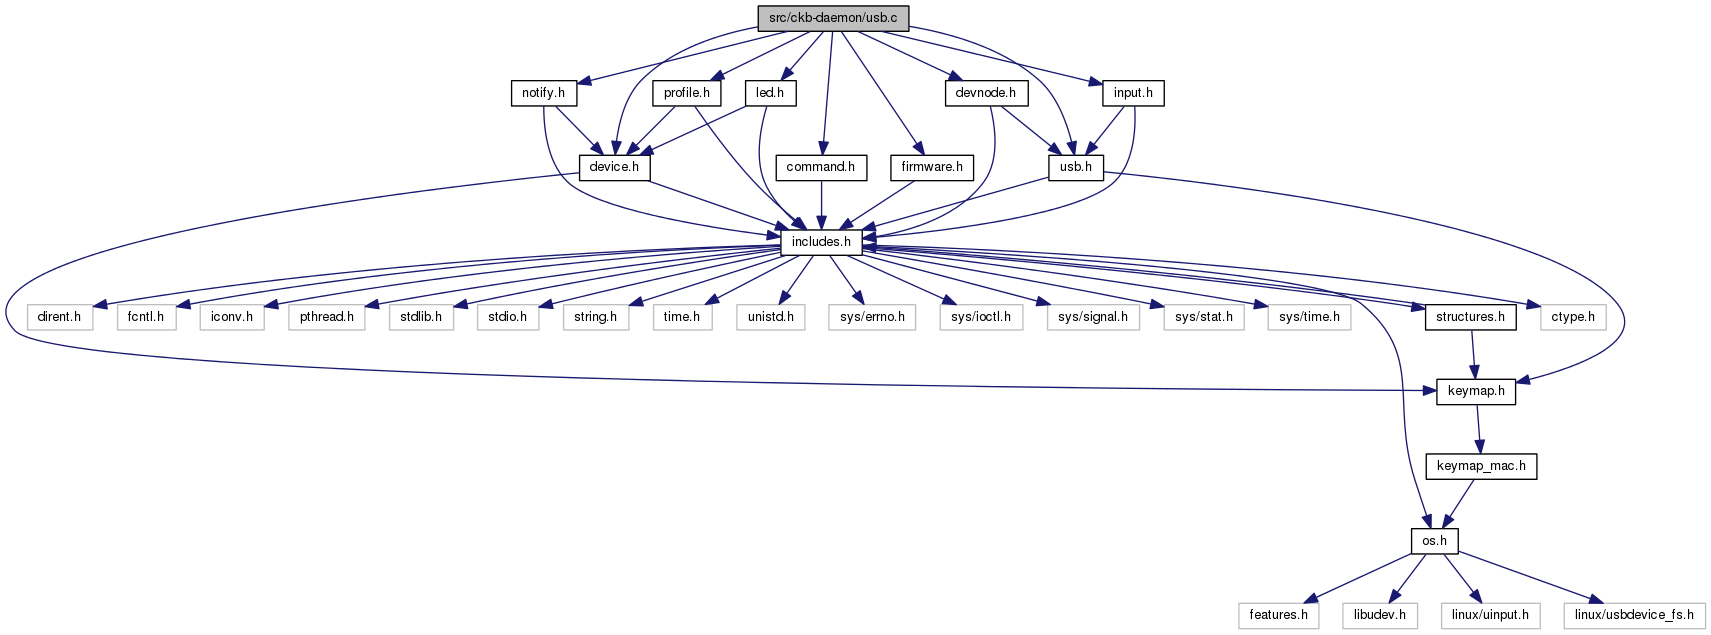 src/ckb-daemon/usb.c
notify.h
profile.h
led.h
devnode.h
input.h
device.h
command.h
firmware.h
usb.h
includes.h
dirent.h
fcntl.h
iconv.h
pthread.h
stdlib.h
stdio.h
string.h
time.h
unistd.h
sys/errno.h
sys/ioctl.h
sys/signal.h
sys/stat.h
sys/time.h
structures.h
ctype.h
keymap.h
keymap_mac.h
os.h
features.h
libudev.h
linux/uinput.h
linux/usbdevice_fs.h